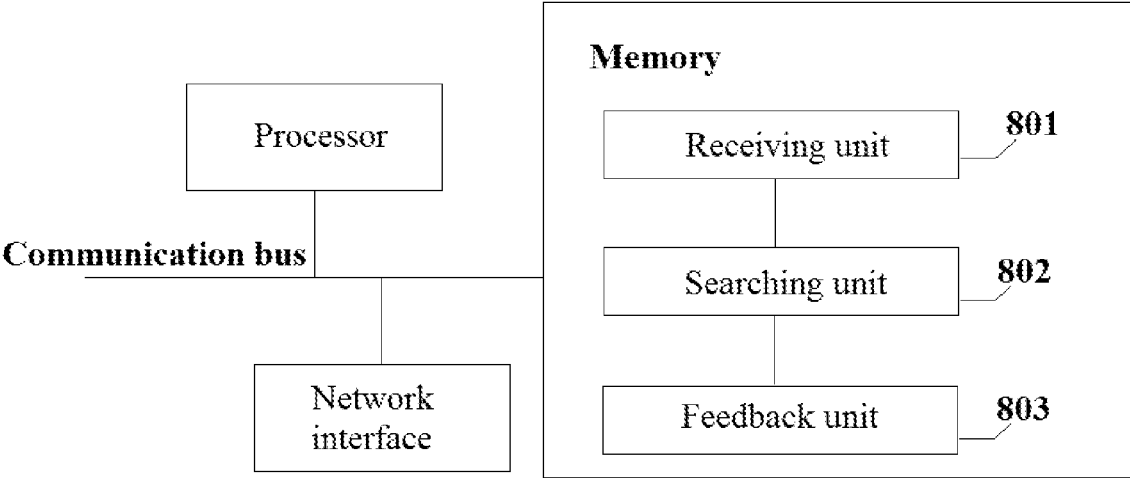 Memory
Processor
Receiving unit
801
Communication bus
Searching unit
802
Network
interface
Feedback unit
803